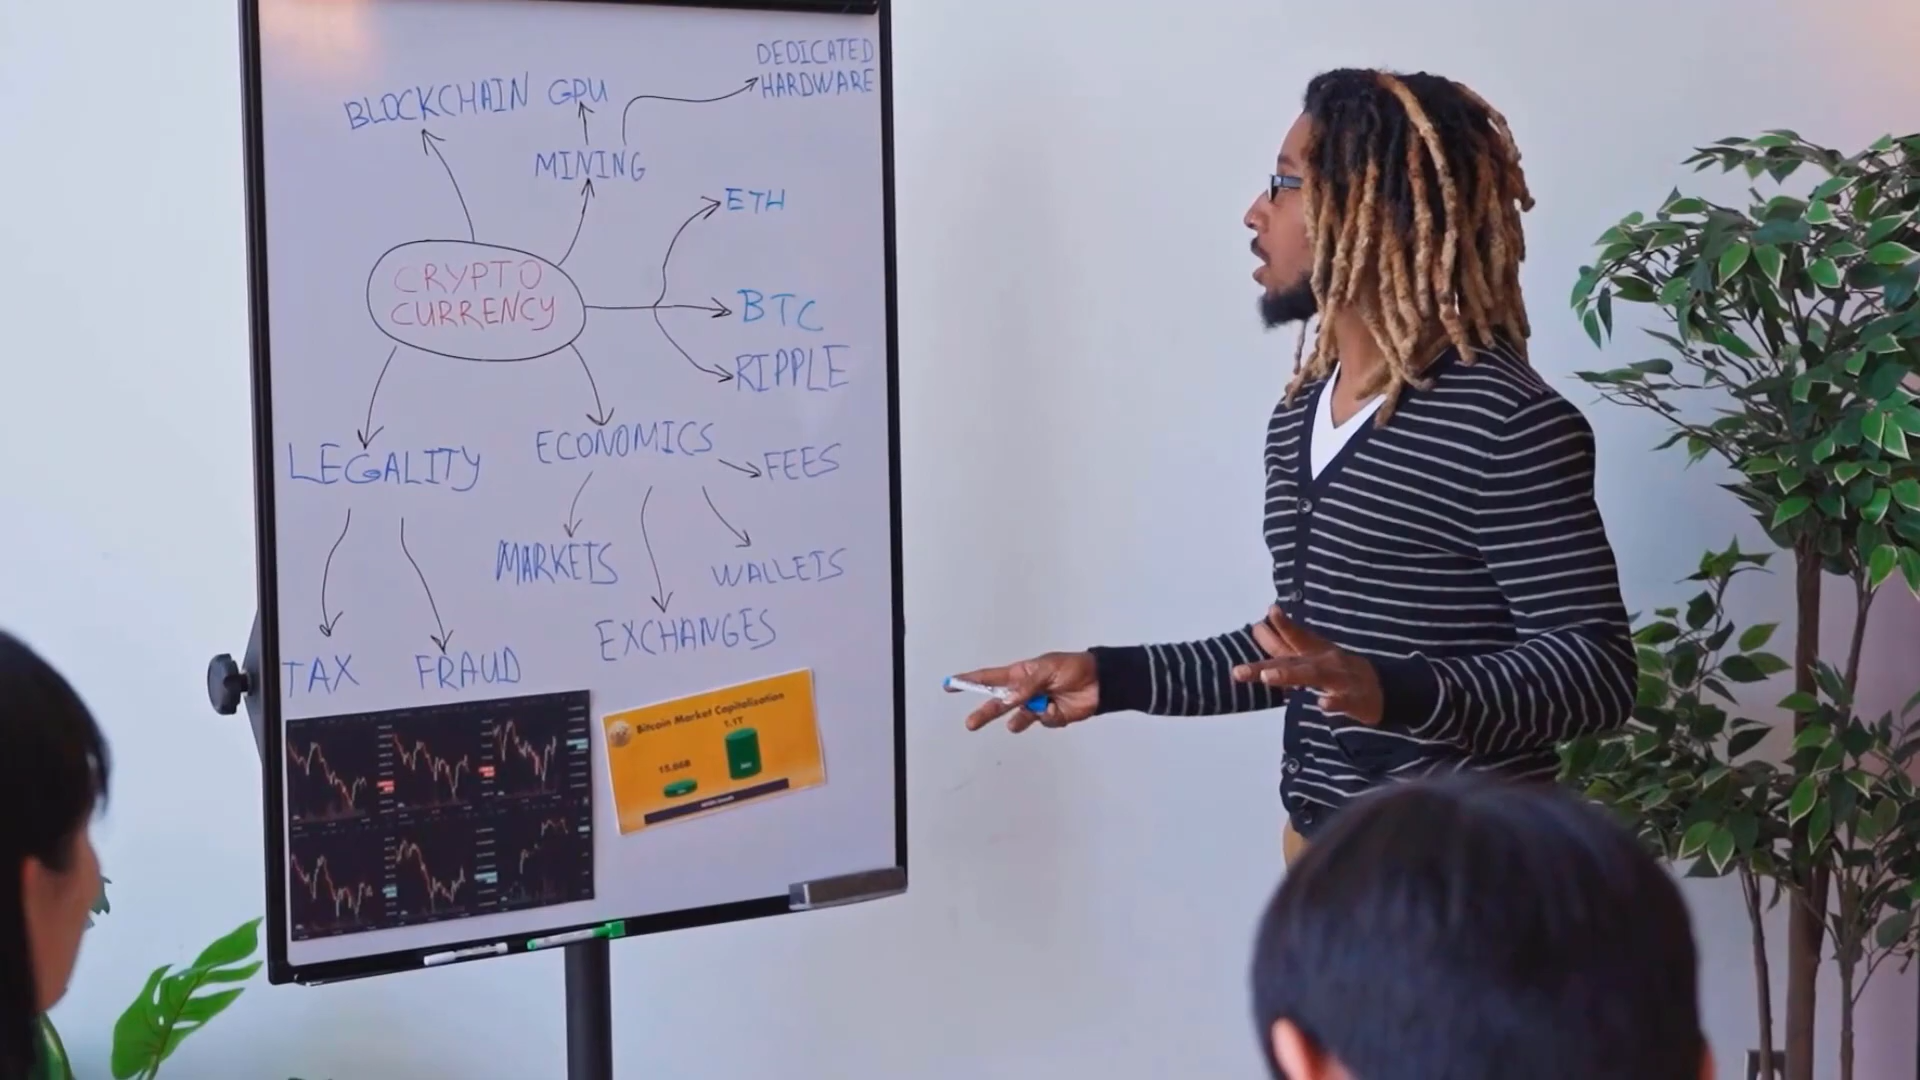 DEDICATED
HARDWARE
BLOCKCHAIN GPU
MINING
ETH
CRYPTO
CURRENCY
BTC
RIPPLE
LEGALITY
ECONOMICS
FEES
MARKETS
WALLETS
EXCHANGES
TAX
FRAUD
Bitcoin Market Capitalisation
1.1T
15.66B